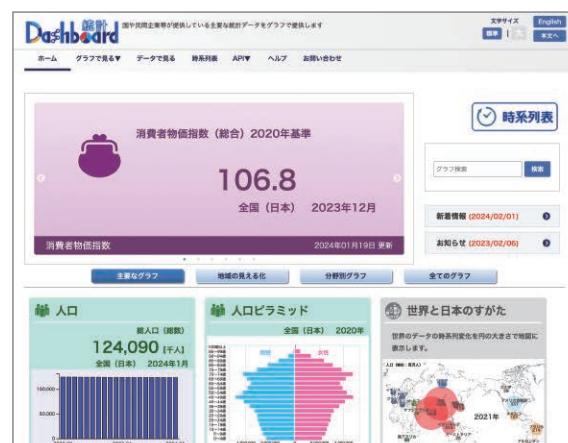 統計
Dashboard
国や民間企業等が提供している主要な統計データをグラフで提供します
文字サイズ
標準 | 大
English
本文へ
ホーム グラフで見る▼ データで見る 時系列表 API▼ ヘルプ お問い合わせ
消費者物価指数（総合）2020年基準
106.8
全国（日本） 2023年12月
消費者物価指数 2024年01月19日 更新
時系列表
グラフ検索 検索
新着情報 (2024/02/01)
お知らせ (2023/02/06)
主要なグラフ 地域の見える化 分野別グラフ 全てのグラフ
人口
総人口（総数）
124,090 [千人]
全国（日本） 2024年1月
人口ピラミッド
全国（日本） 2020年
男性 女性
世界と日本のすがた
世界のデータの時系列変化を円の大きさで地図に
表示します。
2021年